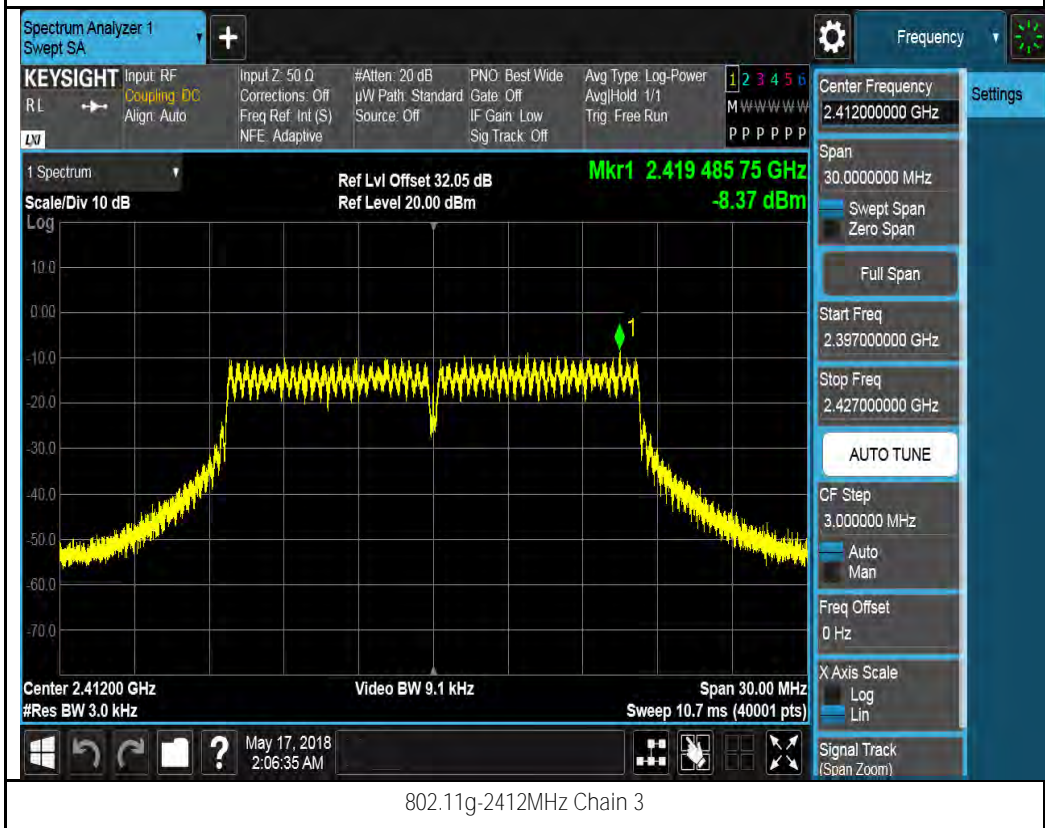 Spectrum Analyzer 1
Swept SA
+
Frequency
KEYSIGHT
RL
LXI
Input: RF
Coupling: DC
Align: Auto
Input Z: 50 Ω
Corrections: Off
Freq Ref: Int (S)
NFE: Adaptive
#Atten: 20 dB
µW Path: Standard
Source: Off
PNO: Best Wide
Gate: Off
IF Gain: Low
Sig Track: Off
Avg Type: Log-Power
Avg|Hold: 1/1
Trig: Free Run
1 2 3 4 5 6
M W W W W W
P P P P P P
1 Spectrum
Scale/Div 10 dB
Log
Ref Lvl Offset 32.05 dB
Ref Level 20.00 dBm
Mkr1 2.419 485 75 GHz
-8.37 dBm
10.0
0.00
-10.0
-20.0
-30.0
-40.0
-50.0
-60.0
-70.0
1
Center 2.41200 GHz
#Res BW 3.0 kHz
Video BW 9.1 kHz
Span 30.00 MHz
Sweep 10.7 ms (40001 pts)
Center Frequency
2.412000000 GHz
Settings
Span
30.0000000 MHz
Swept Span
Zero Span
Full Span
Start Freq
2.397000000 GHz
Stop Freq
2.427000000 GHz
AUTO TUNE
CF Step
3.000000 MHz
Auto
Man
Freq Offset
0 Hz
X Axis Scale
Log
Lin
Signal Track
(Span Zoom)
?
May 17, 2018
2:06:35 AM
802.11g-2412MHz Chain 3